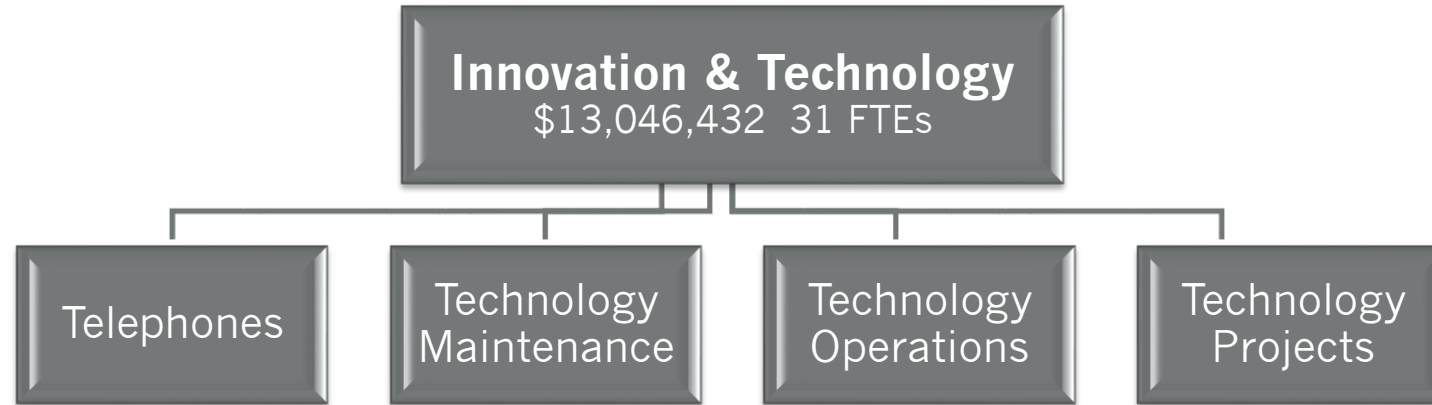 Innovation & Technology
$13,046,432 31 FTEs
Telephones
Technology
Maintenance
Technology
Operations
Technology
Projects